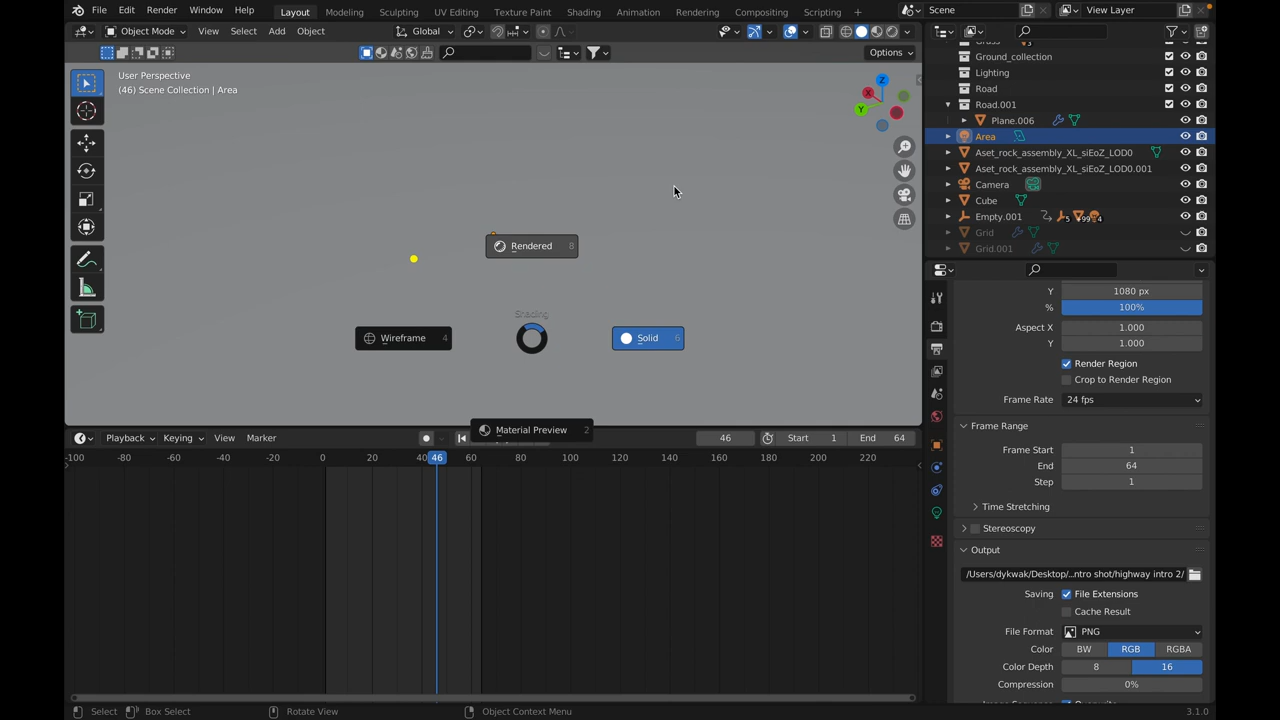 File Edit Render Window Help Layout Modeling Sculpting UV Editing Texture Paint Shading Animation Rendering Compositing Scripting + Scene View Layer
Object Mode View Select Add Object Global
Options
User Perspective
(46) Scene Collection | Area
Z
X
Y
Rendered 8
Shading
Wireframe 4
Solid 6
Material Preview 2
Ground_collection
Lighting
Road
Road.001
Plane.006
Area
Aset_rock_assembly_XL_siEoZ_LOD0
Aset_rock_assembly_XL_siEoZ_LOD0.001
Camera
Cube
Empty.001 5 99 4
Grid
Grid.001
Y 1080 px
% 100%
Aspect X 1.000
Y 1.000
Render Region
Crop to Render Region
Frame Rate 24 fps
Frame Range
Frame Start 1
End 64
Step 1
Time Stretching
Stereoscopy
Output
/Users/dykwak/Desktop/...ntro shot/highway intro 2/
Saving File Extensions
Cache Result
File Format PNG
Color BW RGB RGBA
Color Depth 8 16
Compression 0%
Playback Keying View Marker 46 Start 1 End 64
-100 -80 -60 -40 -20 0 20 40 46 60 80 100 120 140 160 180 200 220
Select Box Select Rotate View Object Context Menu 3.1.0